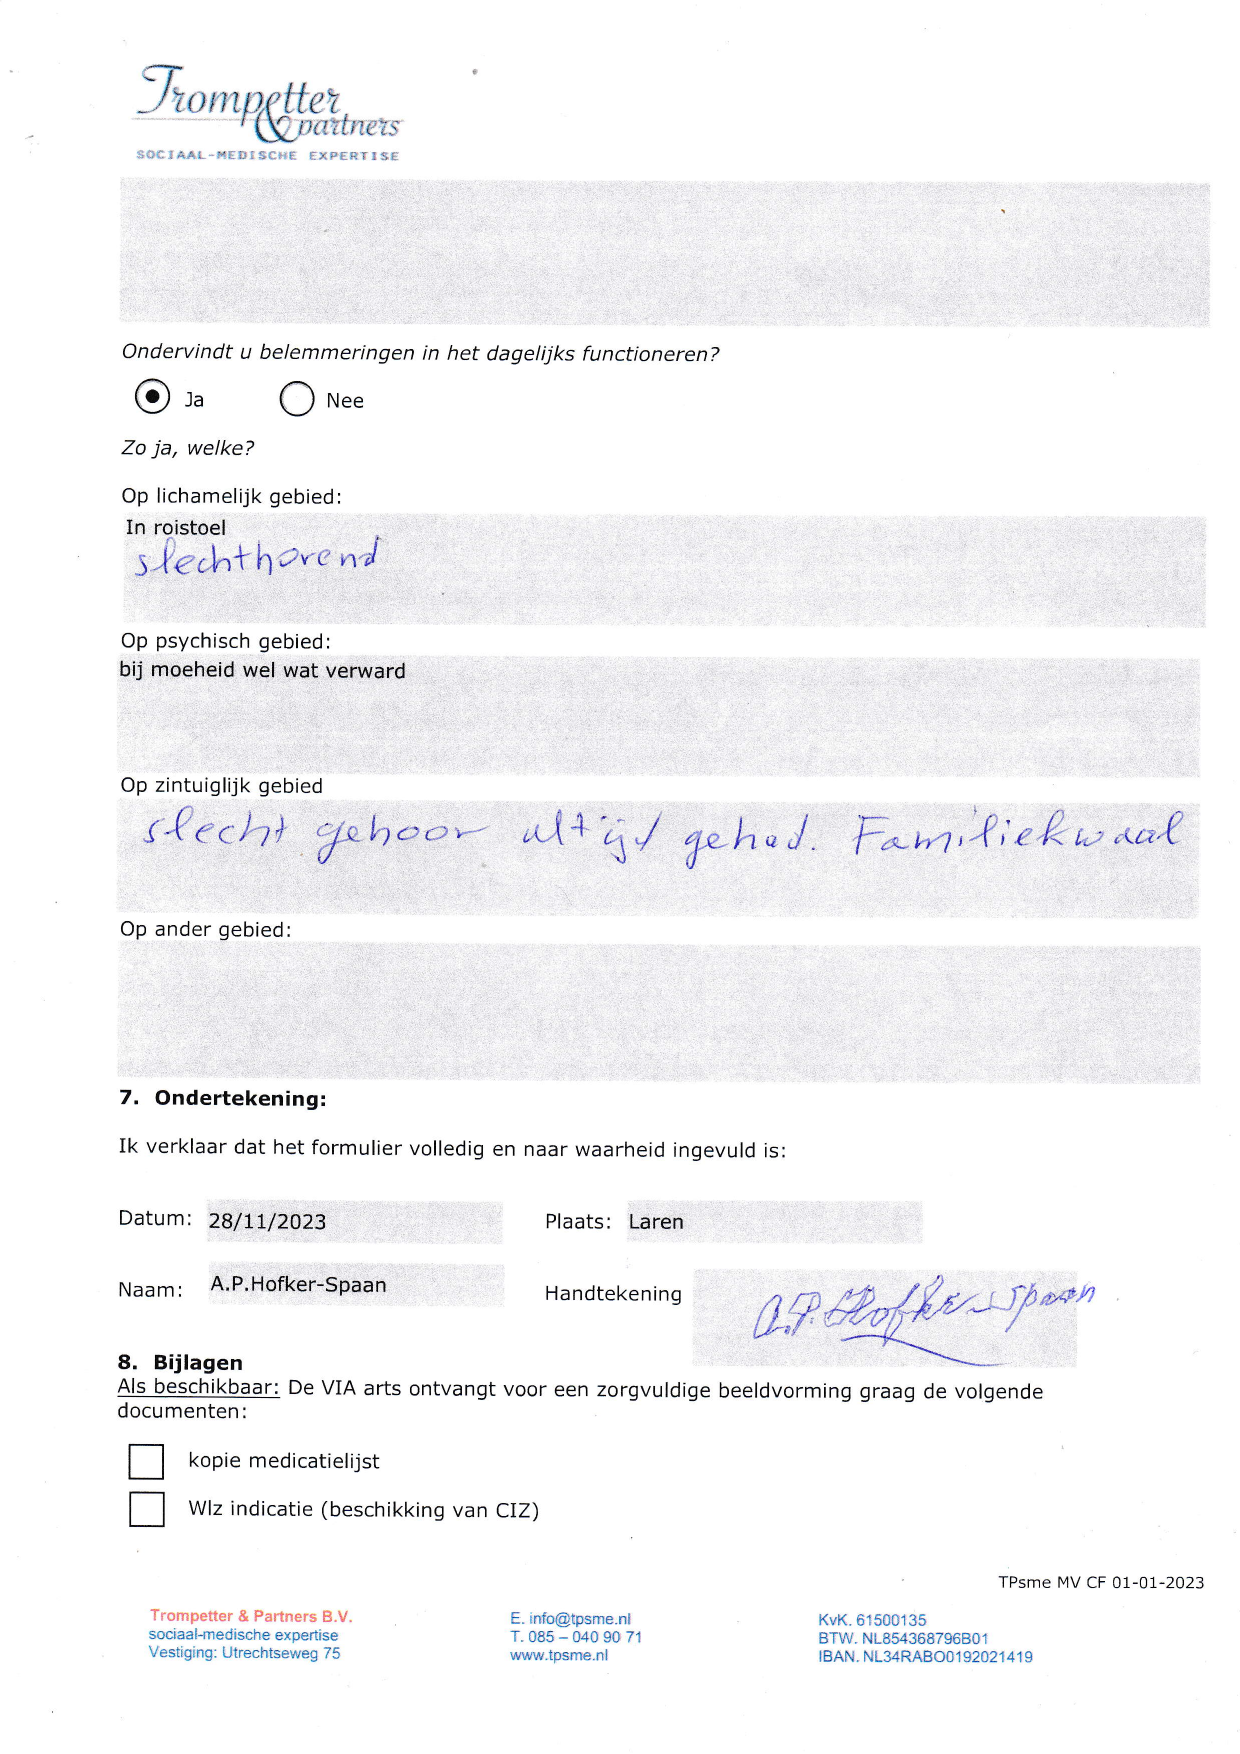 Trompetter
& partners
SOCIAAL-MEDISCHE EXPERTISE
Ondervindt u belemmeringen in het dagelijks functioneren?
Ja Nee
Zo ja, welke?
Op lichamelijk gebied:
In roistoel
slechthorend
Op psychisch gebied:
bij moeheid wel wat verward
Op zintuiglijk gebied
slecht gehoor altijd gehad. Familiekwaal
Op ander gebied:
7. Ondertekening:
Ik verklaar dat het formulier volledig en naar waarheid ingevuld is:
Datum: 28/11/2023 Plaats: Laren
Naam: A.P.Hofker-Spaan Handtekening A.P. Hofker-Spaan
8. Bijlagen
Als beschikbaar: De VIA arts ontvangt voor een zorgvuldige beeldvorming graag de volgende
documenten:
kopie medicatielijst
Wlz indicatie (beschikking van CIZ)
TPsme MV CF 01-01-2023
Trompetter & Partners B.V. E. info@tpsme.nl KvK. 61500135
sociaal-medische expertise T. 085 – 040 90 71 BTW. NL854368796B01
Vestiging: Utrechtseweg 75 www.tpsme.nl IBAN. NL34RABO0192021419